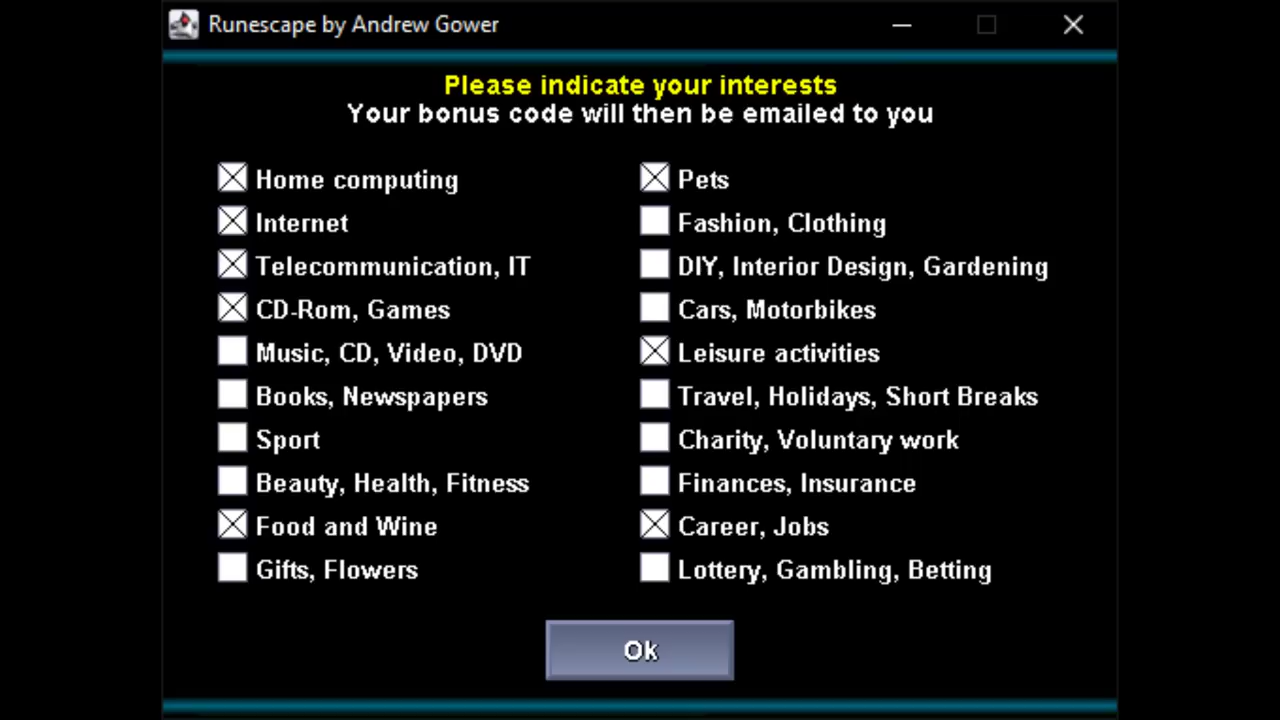 Runescape by Andrew Gower
Please indicate your interests
Your bonus code will then be emailed to you
Home computing
Internet
Telecommunication, IT
CD-Rom, Games
Music, CD, Video, DVD
Books, Newspapers
Sport
Beauty, Health, Fitness
Food and Wine
Gifts, Flowers
Pets
Fashion, Clothing
DIY, Interior Design, Gardening
Cars, Motorbikes
Leisure activities
Travel, Holidays, Short Breaks
Charity, Voluntary work
Finances, Insurance
Career, Jobs
Lottery, Gambling, Betting
Ok